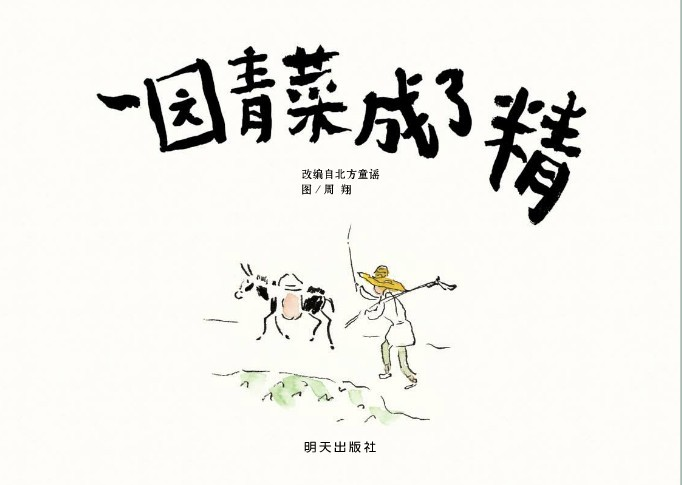 一园青菜成了精
改编自北方童谣
图/周 翔
明天出版社